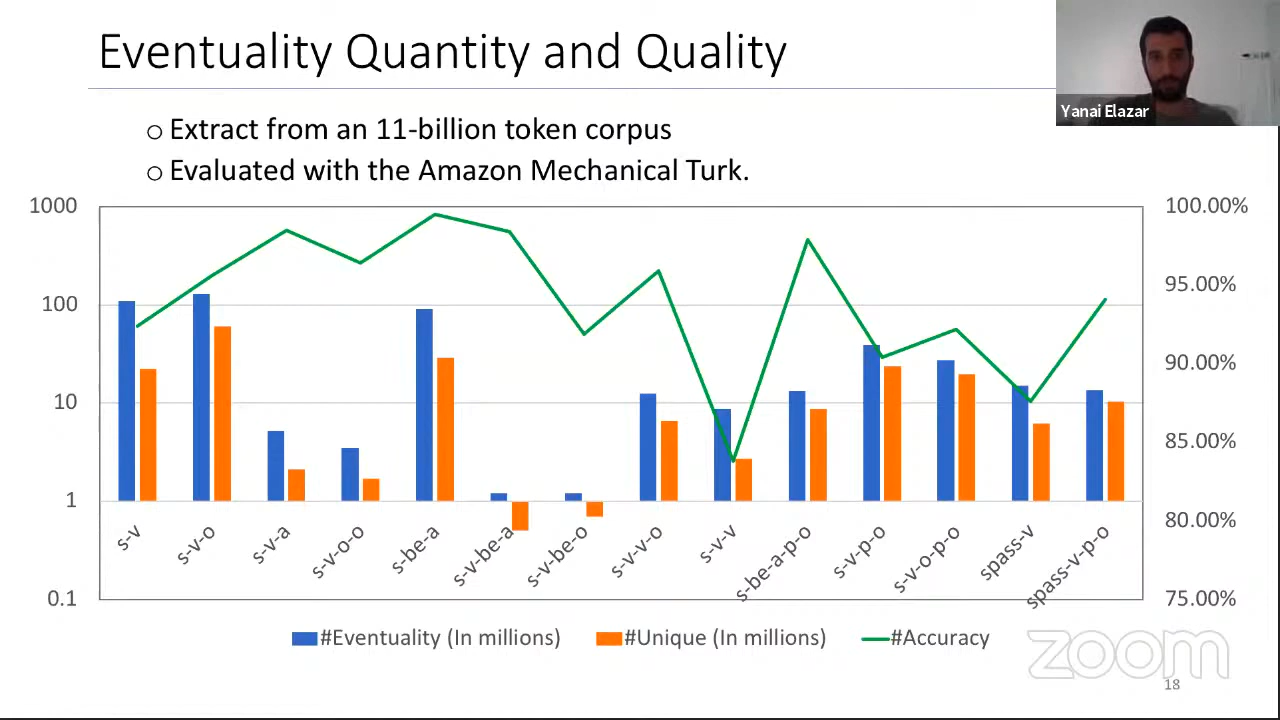 Eventuality Quantity and Quality
Yanai Elazar
o Extract from an 11-billion token corpus
o Evaluated with the Amazon Mechanical Turk.
1000
100
10
1
0.1
100.00%
95.00%
90.00%
85.00%
80.00%
75.00%
s-v
s-v-o
s-v-a
s-v-o-o
s-be-a
s-v-be-a
s-v-be-o
s-v-v-o
s-v-v
s-be-a-p-o
s-v-p-o
s-v-o-p-o
spass-v
spass-v-p-o
#Eventuality (In millions)
#Unique (In millions)
#Accuracy
zoom
18